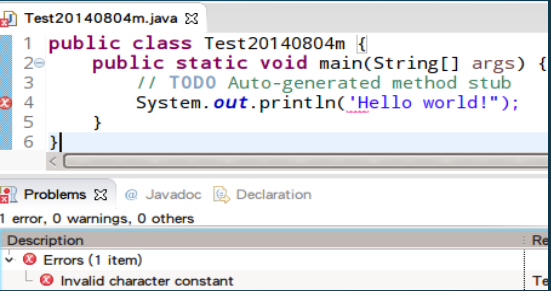 Test20140804m.java
1 public class Test20140804m {
2 public static void main(String[] args) {
3 // TODO Auto-generated method stub
4 System.out.println('Hello world!");
5 }
6 }
Problems @ Javadoc Declaration
1 error, 0 warnings, 0 others
Description Re
Errors (1 item)
Invalid character constant Te